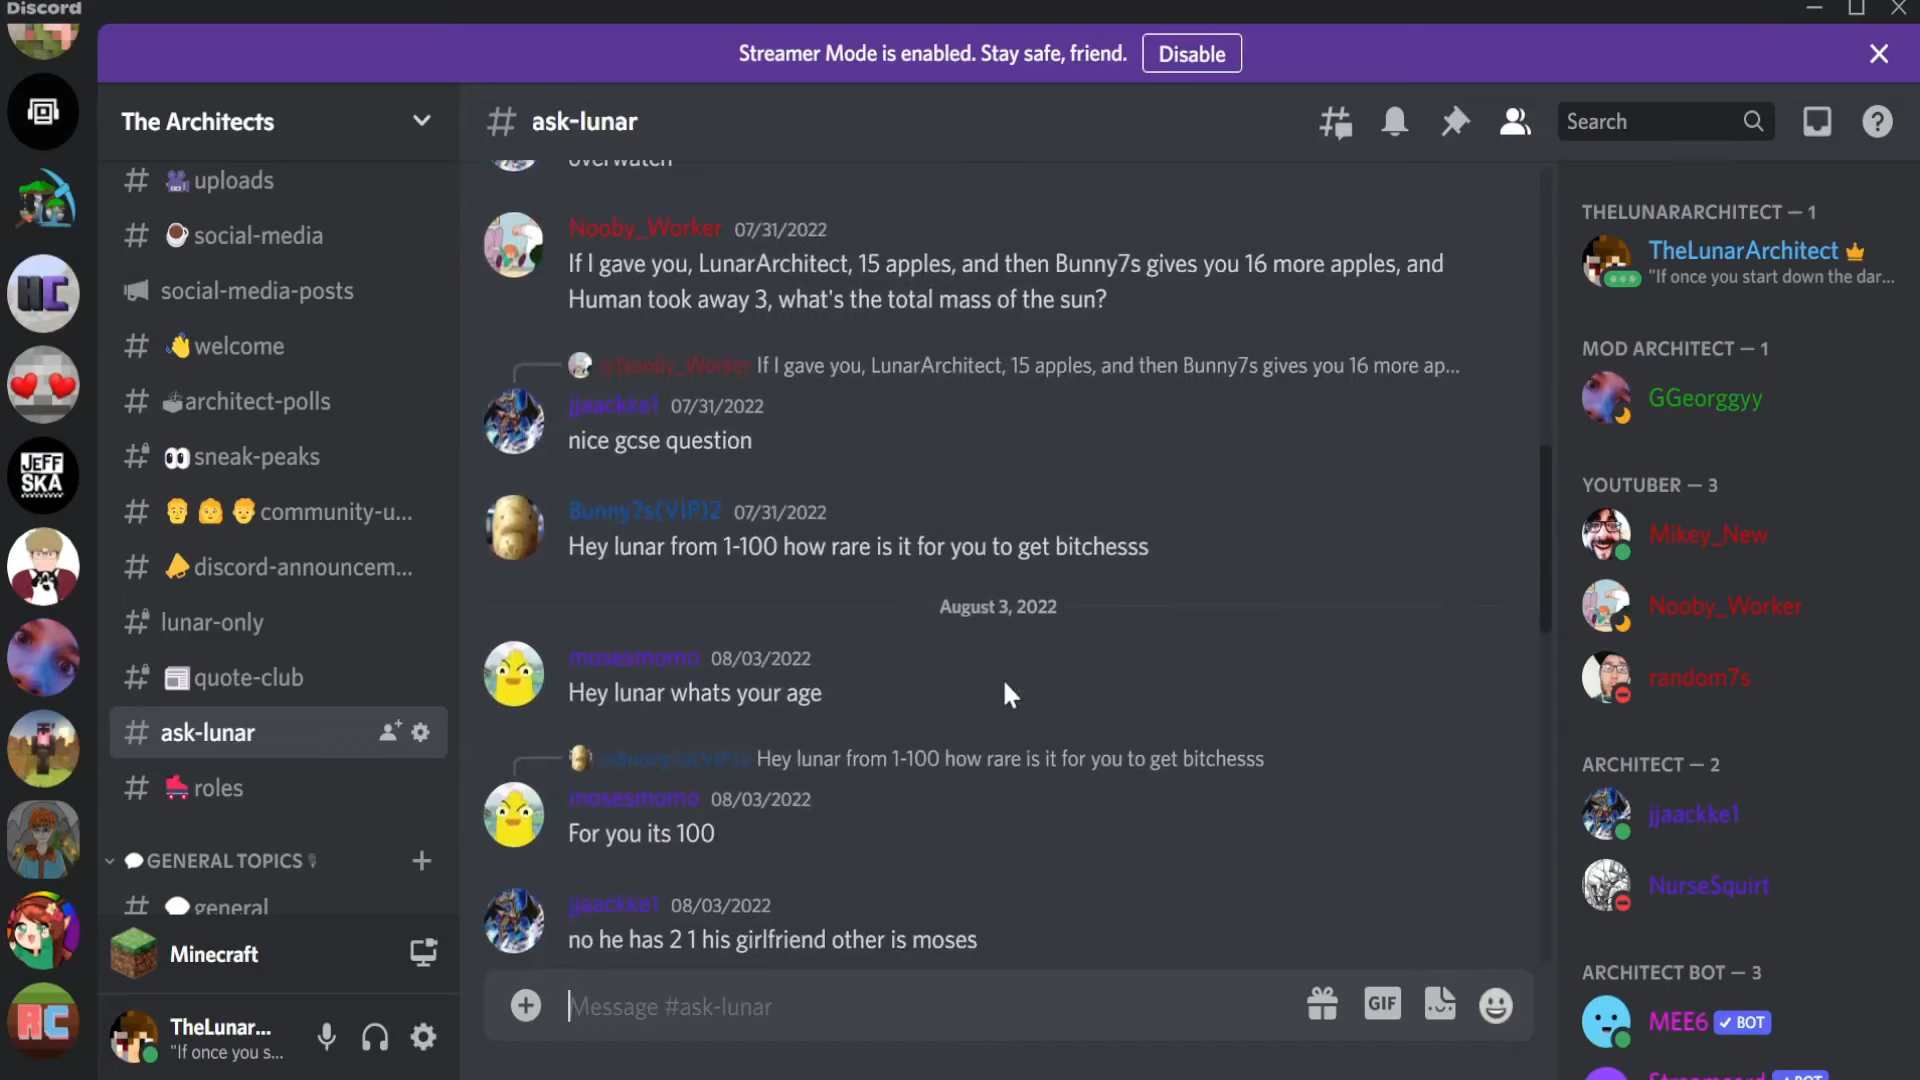 Discord
Streamer Mode is enabled. Stay safe, friend.
Disable
The Architects
uploads
social-media
social-media-posts
welcome
architect-polls
sneak-peaks
community-u...
discord-announcem...
lunar-only
quote-club
ask-lunar
roles
GENERAL TOPICS
general
Minecraft
TheLunar...
"If once you s...
JEFF
SKA
RC
ask-lunar
Search
overwatch
Nooby_Worker 07/31/2022
If I gave you, LunarArchitect, 15 apples, and then Bunny7s gives you 16 more apples, and
Human took away 3, what's the total mass of the sun?
@Nooby_Worker If I gave you, LunarArchitect, 15 apples, and then Bunny7s gives you 16 more ap...
jjaackke1 07/31/2022
nice gcse question
Bunny7s(VIP)2 07/31/2022
Hey lunar from 1-100 how rare is it for you to get bitchesss
August 3, 2022
mosesmomo 08/03/2022
Hey lunar whats your age
Hey lunar from 1-100 how rare is it for you to get bitchesss
mosesmomo 08/03/2022
For you its 100
jjaackke1 08/03/2022
no he has 2 1 his girlfriend other is moses
Message #ask-lunar
GIF
THELUNARARCHITECT — 1
TheLunarArchitect
"If once you start down the dar...
MOD ARCHITECT — 1
GGeorggyy
YOUTUBER — 3
Mikey_New
Nooby_Worker
random7s
ARCHITECT — 2
jjaackke1
NurseSquirt
ARCHITECT BOT — 3
MEE6 ✓ BOT